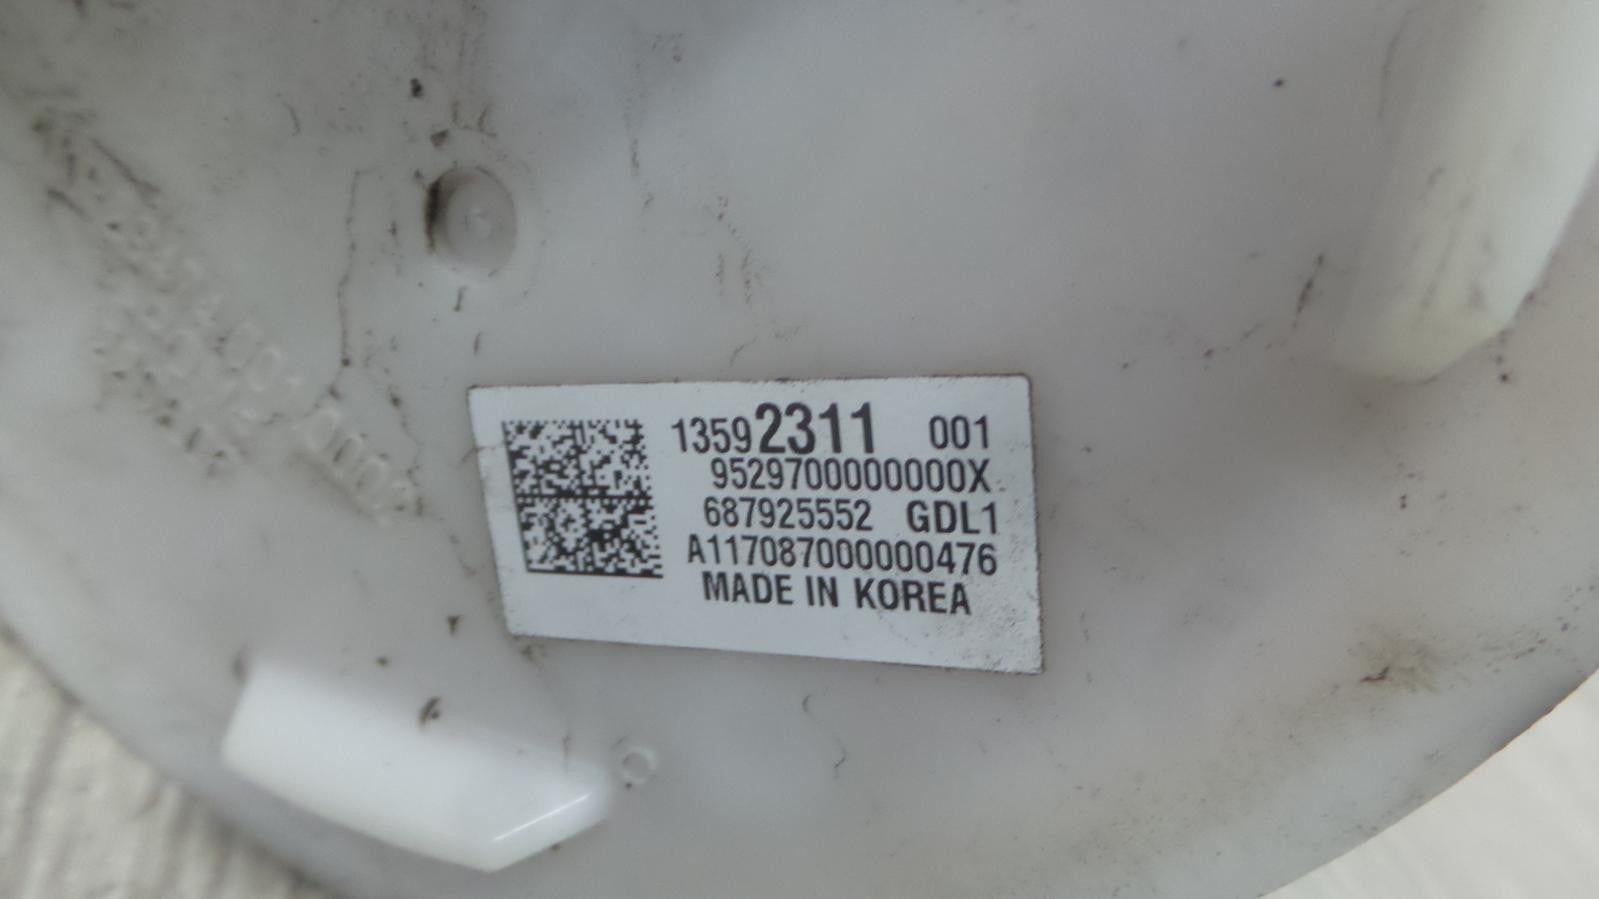 13592311 001
9529700000000X
687925552 GDL1
A117087000000476
MADE IN KOREA